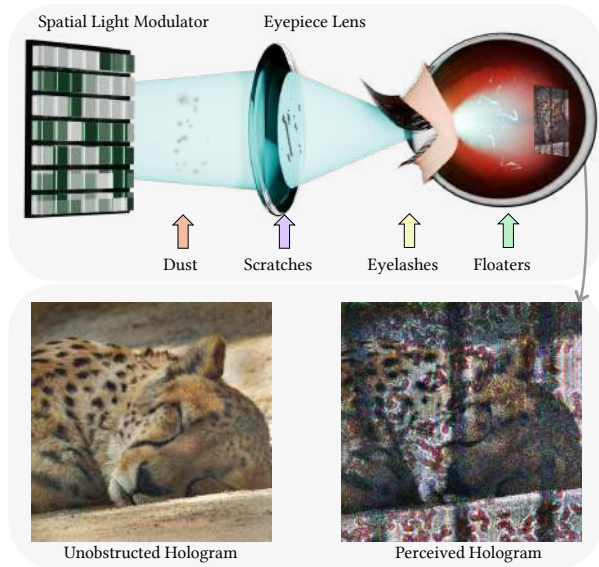 Spatial Light Modulator
Eyepiece Lens
Dust
Scratches
Eyelashes
Floaters
Unobstructed Hologram
Perceived Hologram